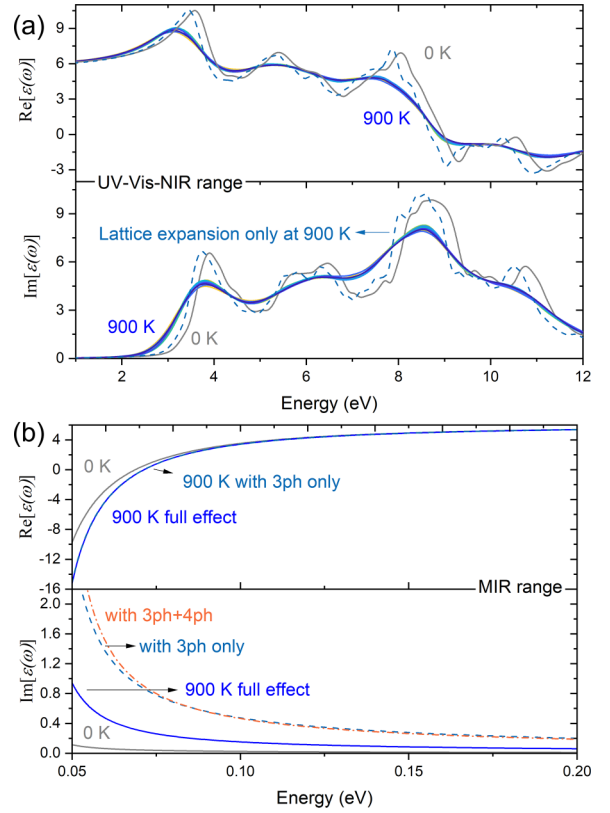 (a)
9
6
3
0
-3
Re[ε(ω)]
0 K
900 K
UV-Vis-NIR range
9
6
3
0
Im[ε(ω)]
Lattice expansion only at 900 K
900 K
0 K
2 4 6 8 10 12
Energy (eV)
(b)
4
0
-4
-8
-12
-16
Re[ε(ω)]
0 K
900 K with 3ph only
900 K full effect
MIR range
2.0
1.6
1.2
0.8
0.4
0.0
Im[ε(ω)]
with 3ph+4ph
with 3ph only
900 K full effect
0 K
0.05 0.10 0.15 0.20
Energy (eV)